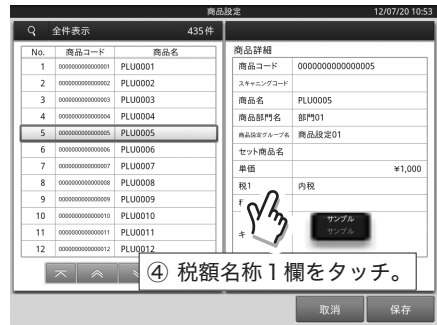 商品設定 12/07/20 10:53
全件表示 435件
No. 商品コード 商品名
1 0000000000000001 PLU0001
2 0000000000000002 PLU0002
3 0000000000000003 PLU0003
4 0000000000000004 PLU0004
5 0000000000000005 PLU0005
6 0000000000000006 PLU0006
7 0000000000000007 PLU0007
8 0000000000000008 PLU0008
9 0000000000000009 PLU0009
10 0000000000000010 PLU0010
11 0000000000000011 PLU0011
12 0000000000000012 PLU0012
商品詳細
商品コード 0000000000000005
スキャニングコード
商品名 PLU0005
商品部門名 部門01
商品設定グループ名 商品設定01
セット商品名
単価 ¥1,000
税1 内税
サンプル
サンプル
キ
④ 税額名称1欄をタッチ。
取消 保存